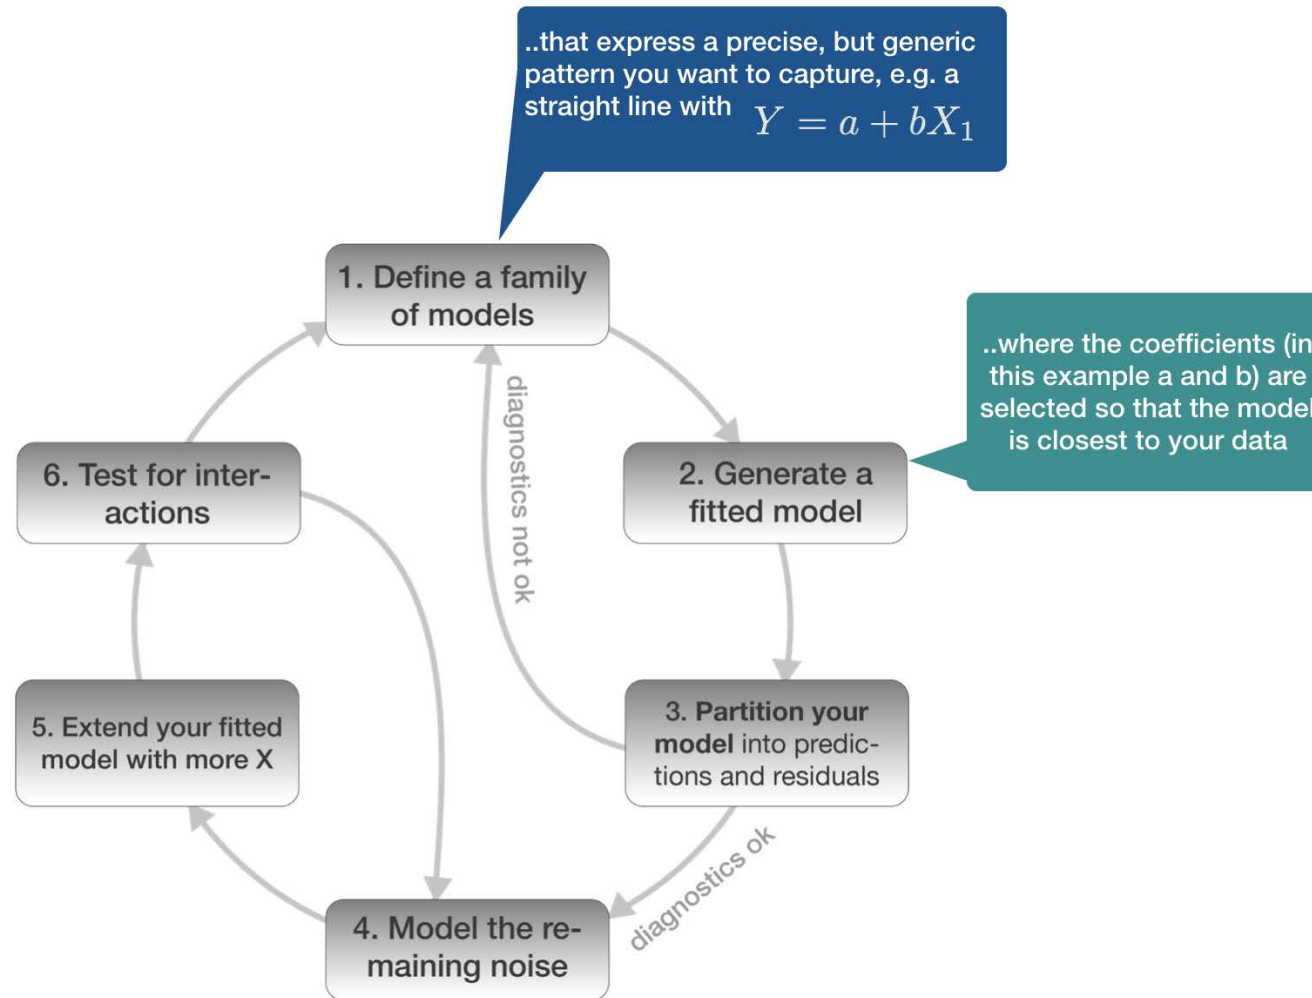 ..that express a precise, but generic
pattern you want to capture, e.g. a
straight line with Y = a + bX₁
1. Define a family
of models
..where the coefficients (in
this example a and b) are
selected so that the model
is closest to your data
diagnostics not ok
6. Test for inter-
actions
2. Generate a
fitted model
5. Extend your fitted
model with more X
3. Partition your
model into predic-
tions and residuals
diagnostics ok
4. Model the re-
maining noise